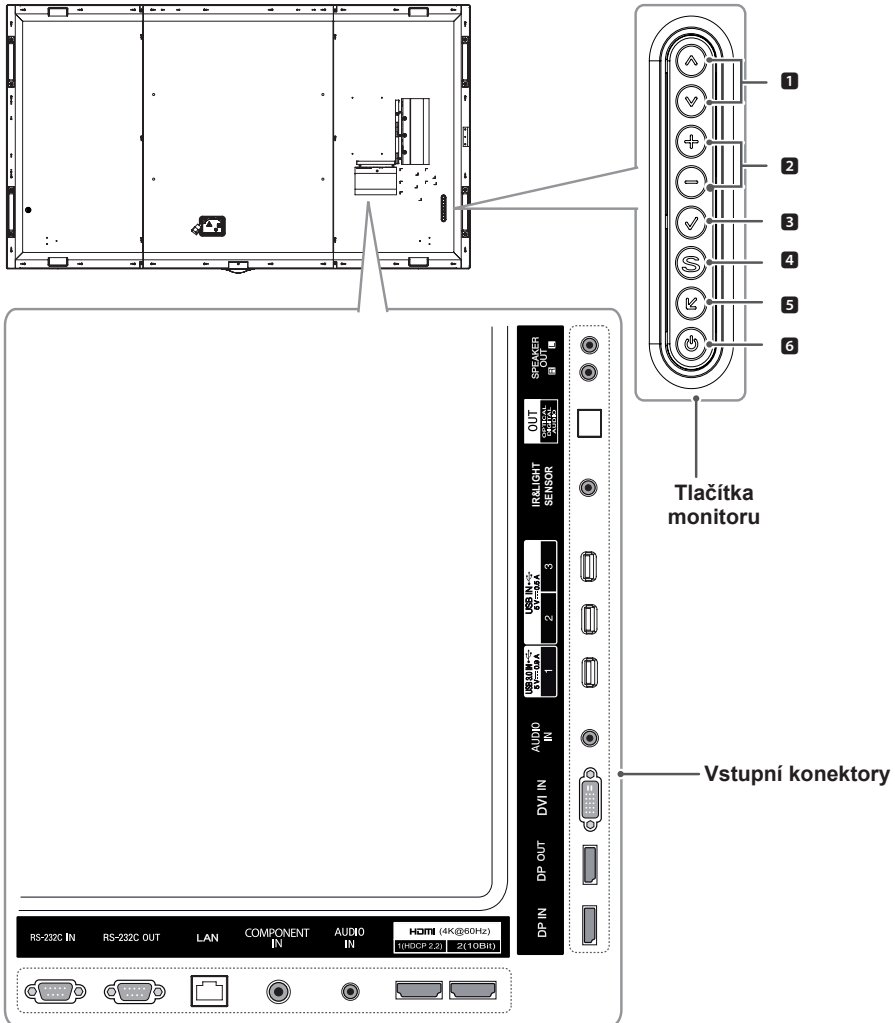 1
2
3
4
5
6
Tlačítka
monitoru
SPEAKER
OUT
R L
OUT
OPTICAL
DIGITAL
AUDIO
IR&LIGHT
SENSOR
USB IN
5 V 0.5 A
3
2
USB 3.0 IN
5 V 0.9 A
1
AUDIO
IN
Vstupní konektory
DVI IN
DP OUT
DP IN
RS-232C IN
RS-232C OUT
LAN
COMPONENT
IN
AUDIO
IN
HDMI (4K@60Hz)
1(HDCP 2.2) 2(10Bit)
S